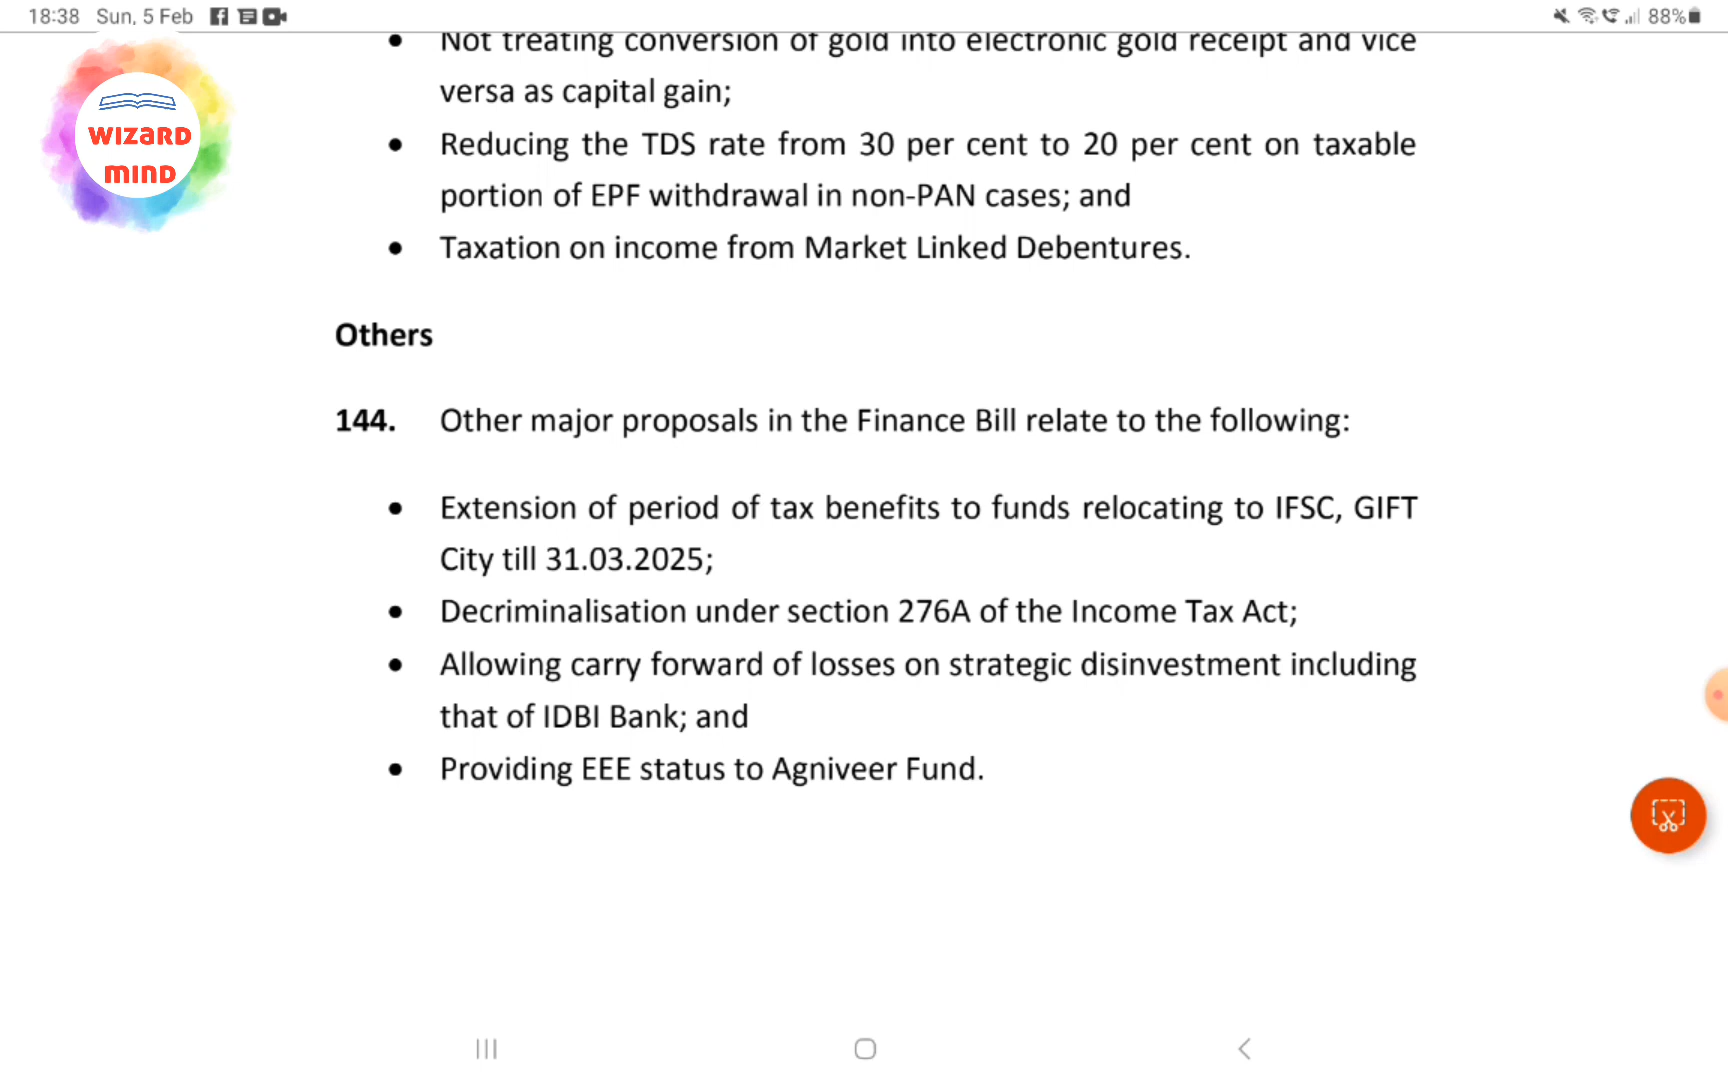 18:38 Sun, 5 Feb
88%
WIZARD
MIND
• Not treating conversion of gold into electronic gold receipt and vice
versa as capital gain;
• Reducing the TDS rate from 30 per cent to 20 per cent on taxable
portion of EPF withdrawal in non-PAN cases; and
• Taxation on income from Market Linked Debentures.
Others
144. Other major proposals in the Finance Bill relate to the following:
• Extension of period of tax benefits to funds relocating to IFSC, GIFT
City till 31.03.2025;
• Decriminalisation under section 276A of the Income Tax Act;
• Allowing carry forward of losses on strategic disinvestment including
that of IDBI Bank; and
• Providing EEE status to Agniveer Fund.